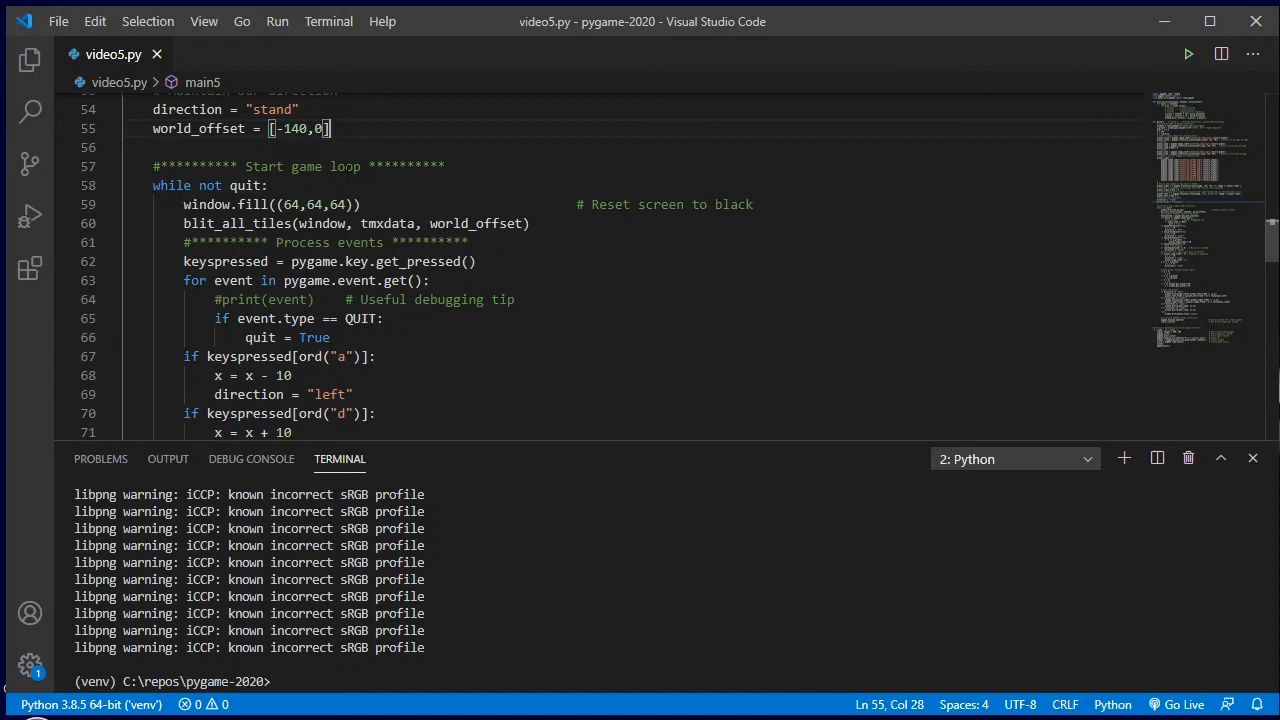 File Edit Selection View Go Run Terminal Help video5.py - pygame-2020 - Visual Studio Code
video5.py
video5.py > main5
# Maintain our direction
54 direction = "stand"
55 world_offset = [-140,0]
56
57 #********** Start game loop **********
58 while not quit:
59 window.fill((64,64,64)) # Reset screen to black
60 blit_all_tiles(window, tmxdata, world_offset)
61 #********** Process events **********
62 keyspressed = pygame.key.get_pressed()
63 for event in pygame.event.get():
64 #print(event) # Useful debugging tip
65 if event.type == QUIT:
66 quit = True
67 if keyspressed[ord("a")]:
68 x = x - 10
69 direction = "left"
70 if keyspressed[ord("d")]:
71 x = x + 10
PROBLEMS OUTPUT DEBUG CONSOLE TERMINAL 2: Python
libpng warning: iCCP: known incorrect sRGB profile
libpng warning: iCCP: known incorrect sRGB profile
libpng warning: iCCP: known incorrect sRGB profile
libpng warning: iCCP: known incorrect sRGB profile
libpng warning: iCCP: known incorrect sRGB profile
libpng warning: iCCP: known incorrect sRGB profile
libpng warning: iCCP: known incorrect sRGB profile
libpng warning: iCCP: known incorrect sRGB profile
libpng warning: iCCP: known incorrect sRGB profile
libpng warning: iCCP: known incorrect sRGB profile
(venv) C:\repos\pygame-2020>
1
Python 3.8.5 64-bit ('venv') 0 0 Ln 55, Col 28 Spaces: 4 UTF-8 CRLF Python Go Live